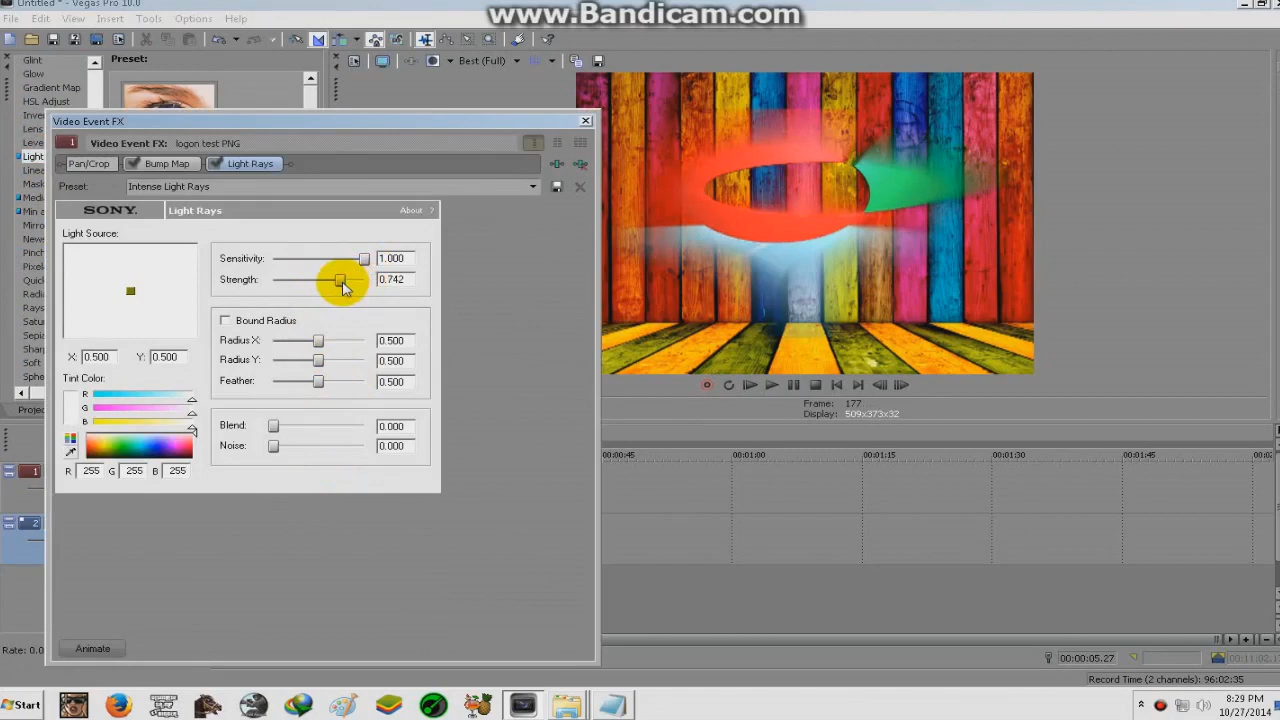 Untitled * - Vegas Pro 10.0
www.Bandicam.com
File Edit View Insert Tools Options Help
Glint
Glow
Gradient Map
HSL Adjust
Preset:
Best (Full)
Video Event FX
Video Event FX: logon test PNG
Pan/Crop Bump Map Light Rays
Preset: Intense Light Rays
SONY Light Rays About ?
Light Source:
Sensitivity: 1.000
Strength: 0.742
Bound Radius
Radius X: 0.500
Radius Y: 0.500
Feather: 0.500
X: 0.500 Y: 0.500
Tint Color:
R
G
B
Blend: 0.000
Noise: 0.000
R 255 G 255 B 255
Animate
Frame: 177
Display: 509x373x32
1
2
00:00:45 00:01:00 00:01:15 00:01:30 00:01:45
00:00:05.27
Record Time (2 channels): 96:02:35
Start
8:29 PM
10/27/2014